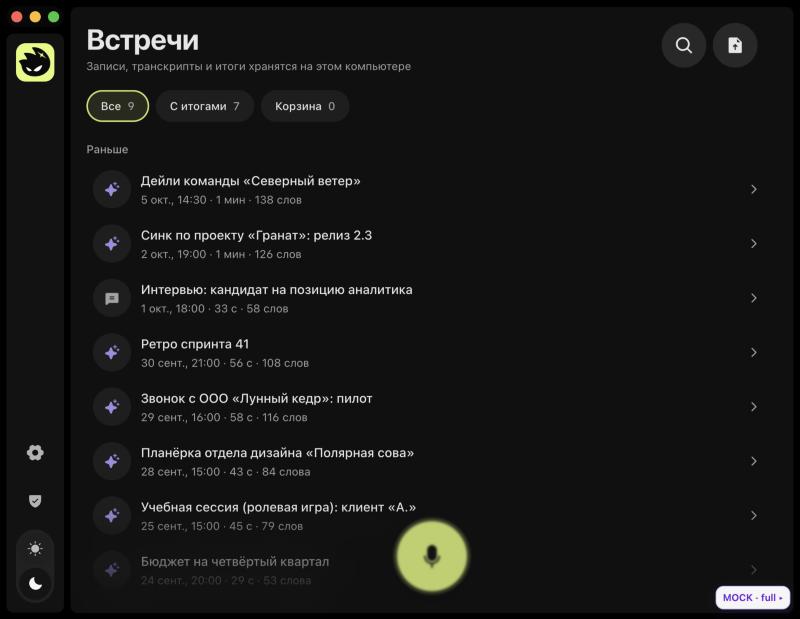 Встречи
Записи, транскрипты и итоги хранятся на этом компьютере
Все 9
С итогами 7
Корзина 0
Раньше
Дейли команды «Северный ветер»
5 окт., 14:30 · 1 мин · 138 слов
Синк по проекту «Гранат»: релиз 2.3
2 окт., 19:00 · 1 мин · 126 слов
Интервью: кандидат на позицию аналитика
1 окт., 18:00 · 33 с · 58 слов
Ретро спринта 41
30 сент., 21:00 · 56 с · 108 слов
Звонок с ООО «Лунный кедр»: пилот
29 сент., 16:00 · 58 с · 116 слов
Планёрка отдела дизайна «Полярная сова»
28 сент., 15:00 · 43 с · 84 слова
Учебная сессия (ролевая игра): клиент «А.»
25 сент., 15:00 · 45 с · 79 слов
Бюджет на четвёртый квартал
24 сент., 20:00 · 29 с · 53 слова
МОСК · full ▸